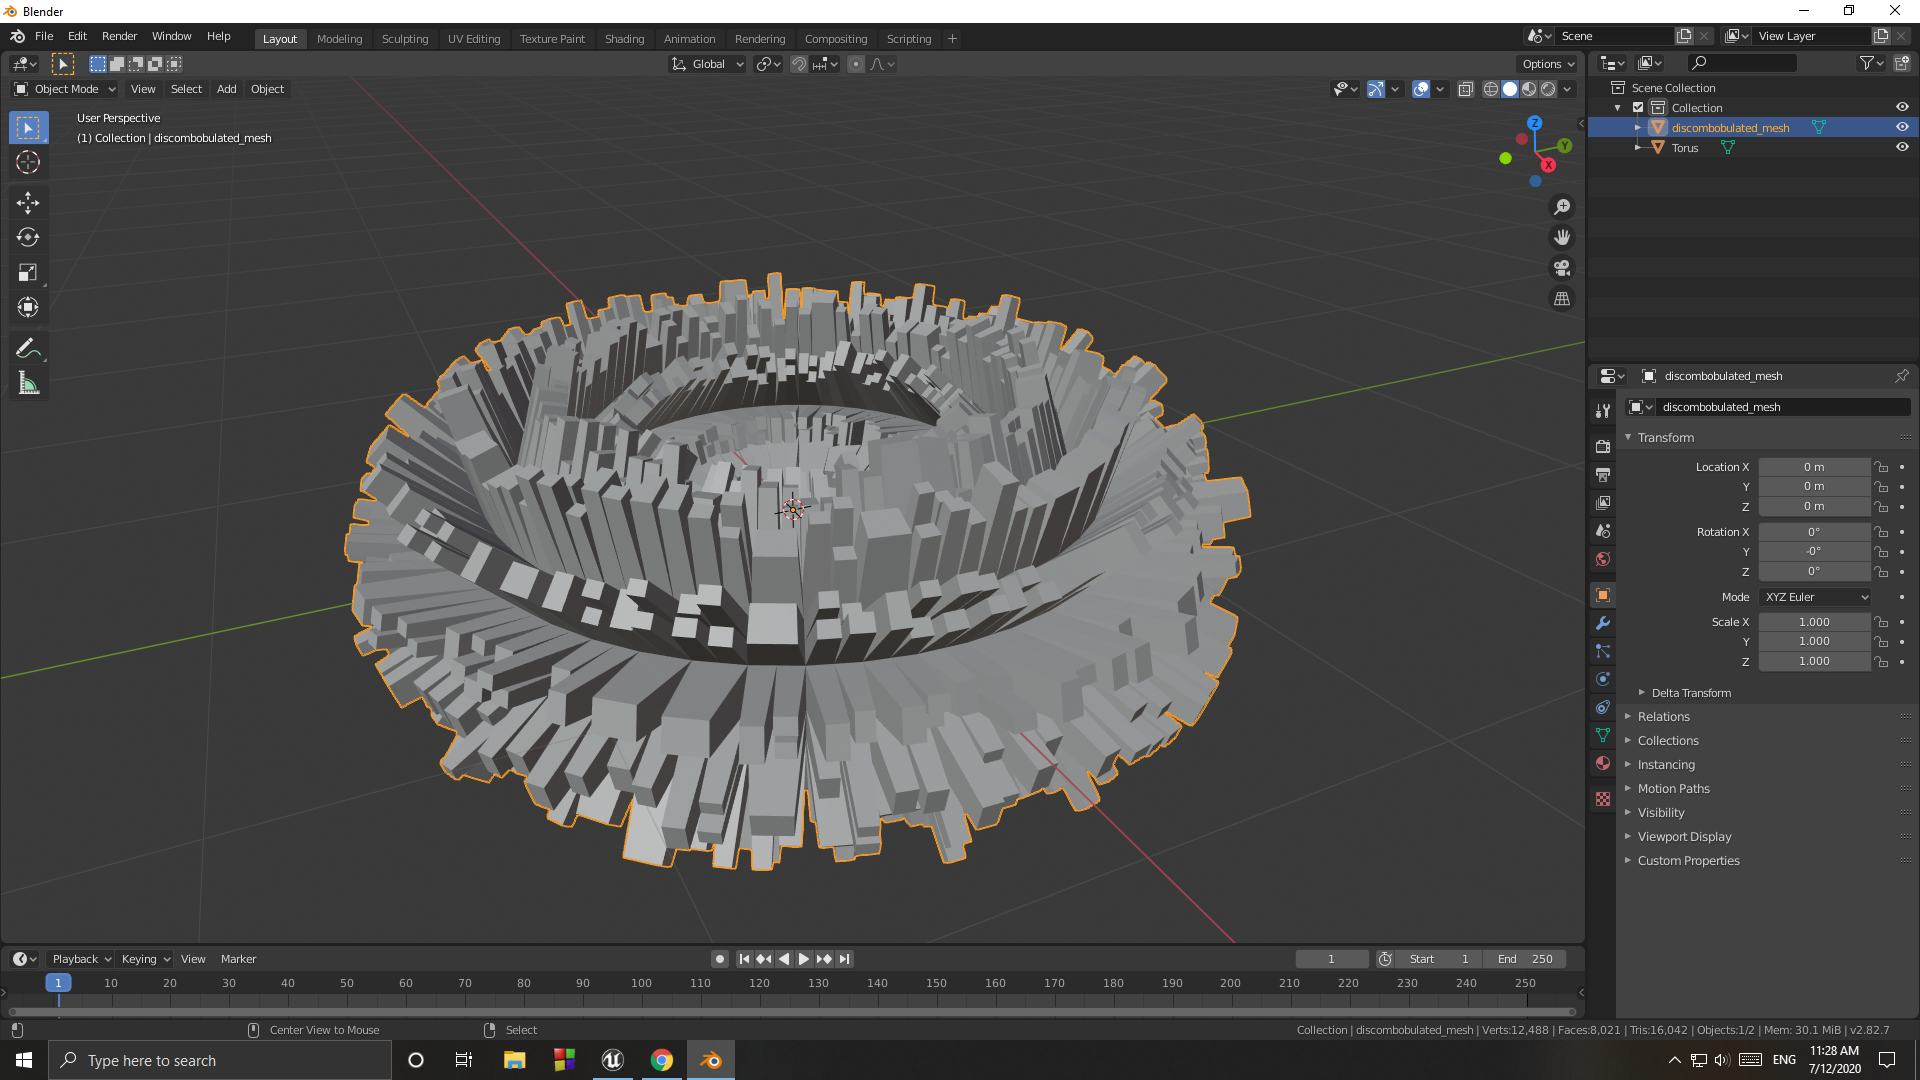 Blender
File Edit Render Window Help
Layout Modeling Sculpting UV Editing Texture Paint Shading Animation Rendering Compositing Scripting +
Scene
View Layer
Global
Options
Object Mode View Select Add Object
User Perspective
(1) Collection | discombobulated_mesh
Z
Y
X
Scene Collection
Collection
discombobulated_mesh
Torus
discombobulated_mesh
discombobulated_mesh
Transform
Location X 0 m
Y 0 m
Z 0 m
Rotation X 0°
Y -0°
Z 0°
Mode XYZ Euler
Scale X 1.000
Y 1.000
Z 1.000
Delta Transform
Relations
Collections
Instancing
Motion Paths
Visibility
Viewport Display
Custom Properties
Playback Keying View Marker
1 Start 1 End 250
1 10 20 30 40 50 60 70 80 90 100 110 120 130 140 150 160 170 180 190 200 210 220 230 240 250
Center View to Mouse Select
Collection | discombobulated_mesh | Verts:12,488 | Faces:8,021 | Tris:16,042 | Objects:1/2 | Mem: 30.1 MiB | v2.82.7
Type here to search
ENG
11:28 AM
7/12/2020